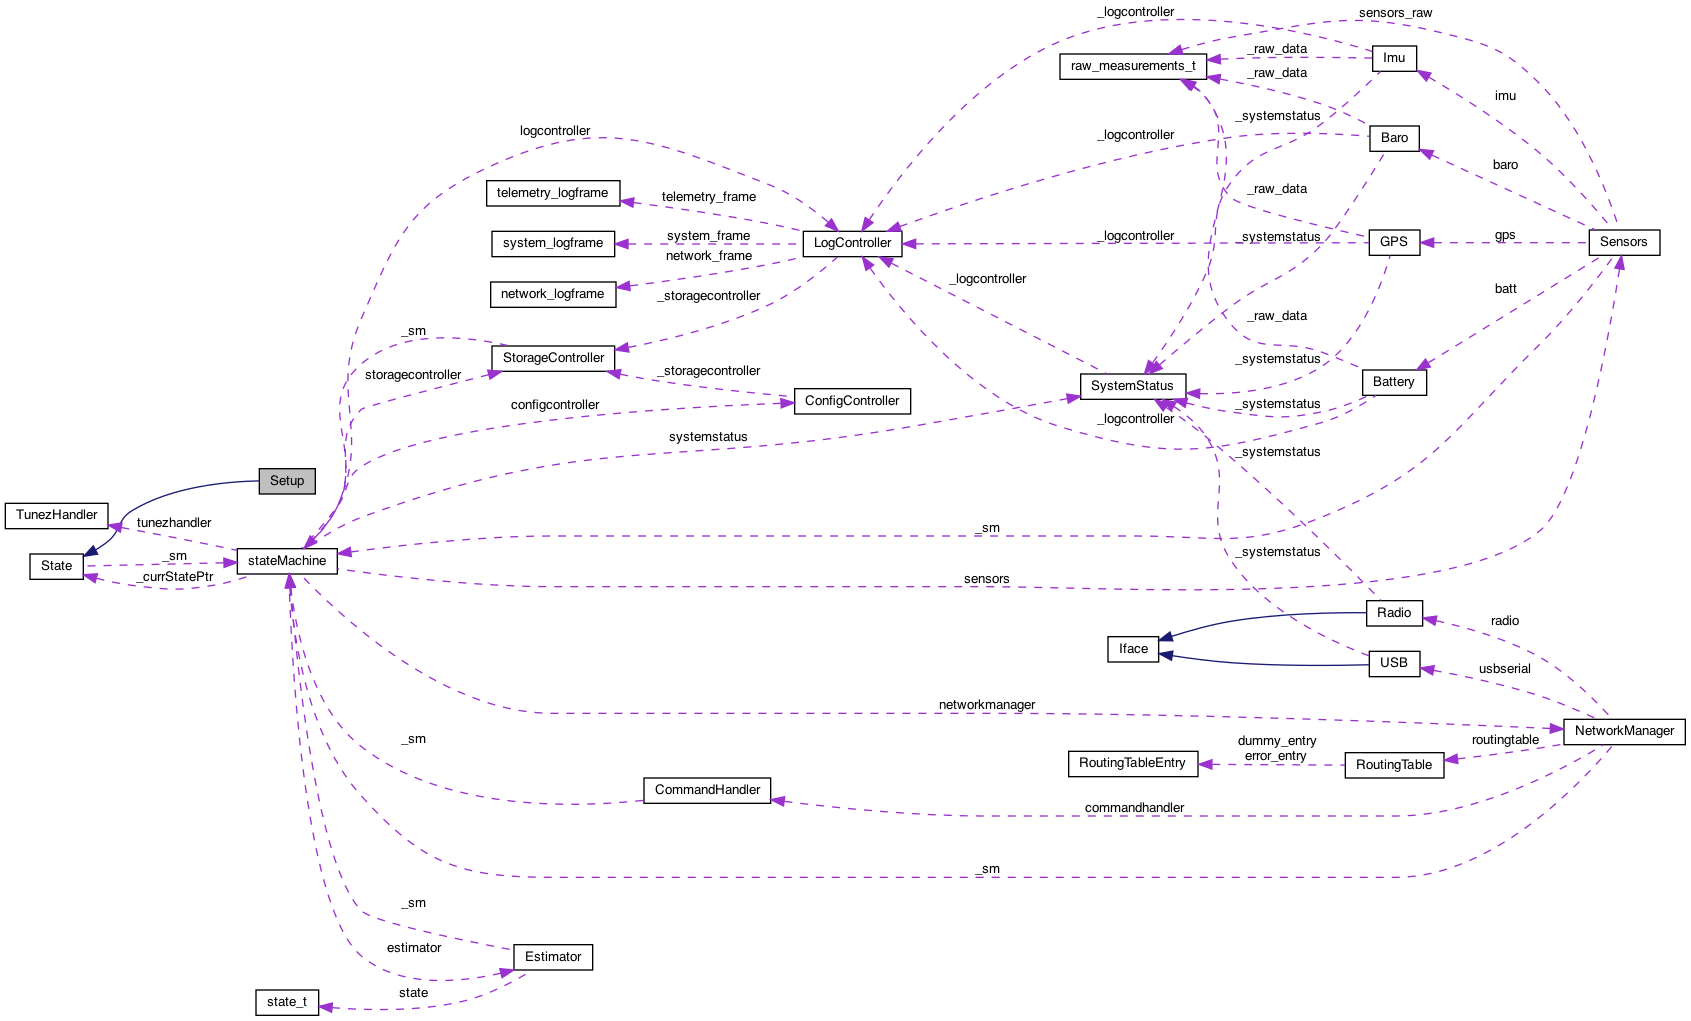 _logcontroller
sensors_raw
_raw_data
Imu
raw_measurements_t
_raw_data
imu
_systemstatus
logcontroller
_logcontroller
Baro
baro
telemetry_logframe
telemetry_frame
_raw_data
system_logframe
system_frame
LogController
_logcontroller
_systemstatus
GPS
gps
Sensors
network_frame
_logcontroller
network_logframe
_storagecontroller
batt
_raw_data
_sm
StorageController
_systemstatus
storagecontroller
_storagecontroller
SystemStatus
Battery
configcontroller
ConfigController
_systemstatus
_logcontroller
systemstatus
_systemstatus
Setup
TunezHandler
tunezhandler
_sm
_systemstatus
State
_sm
stateMachine
_currStatePtr
sensors
Radio
radio
Iface
USB
usbserial
networkmanager
NetworkManager
_sm
dummy_entry
error_entry
routingtable
RoutingTableEntry
RoutingTable
CommandHandler
commandhandler
_sm
_sm
estimator
Estimator
state_t
state